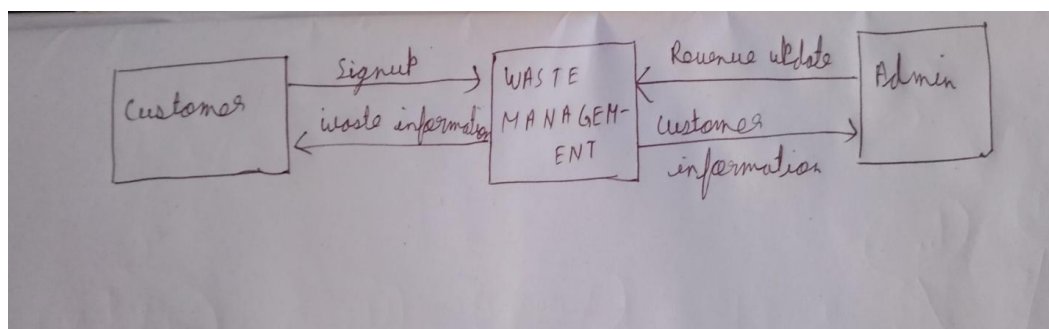 Customer
Signup
waste information
WASTE
MANAGEM-
ENT
Revenue update
customer
information
Admin